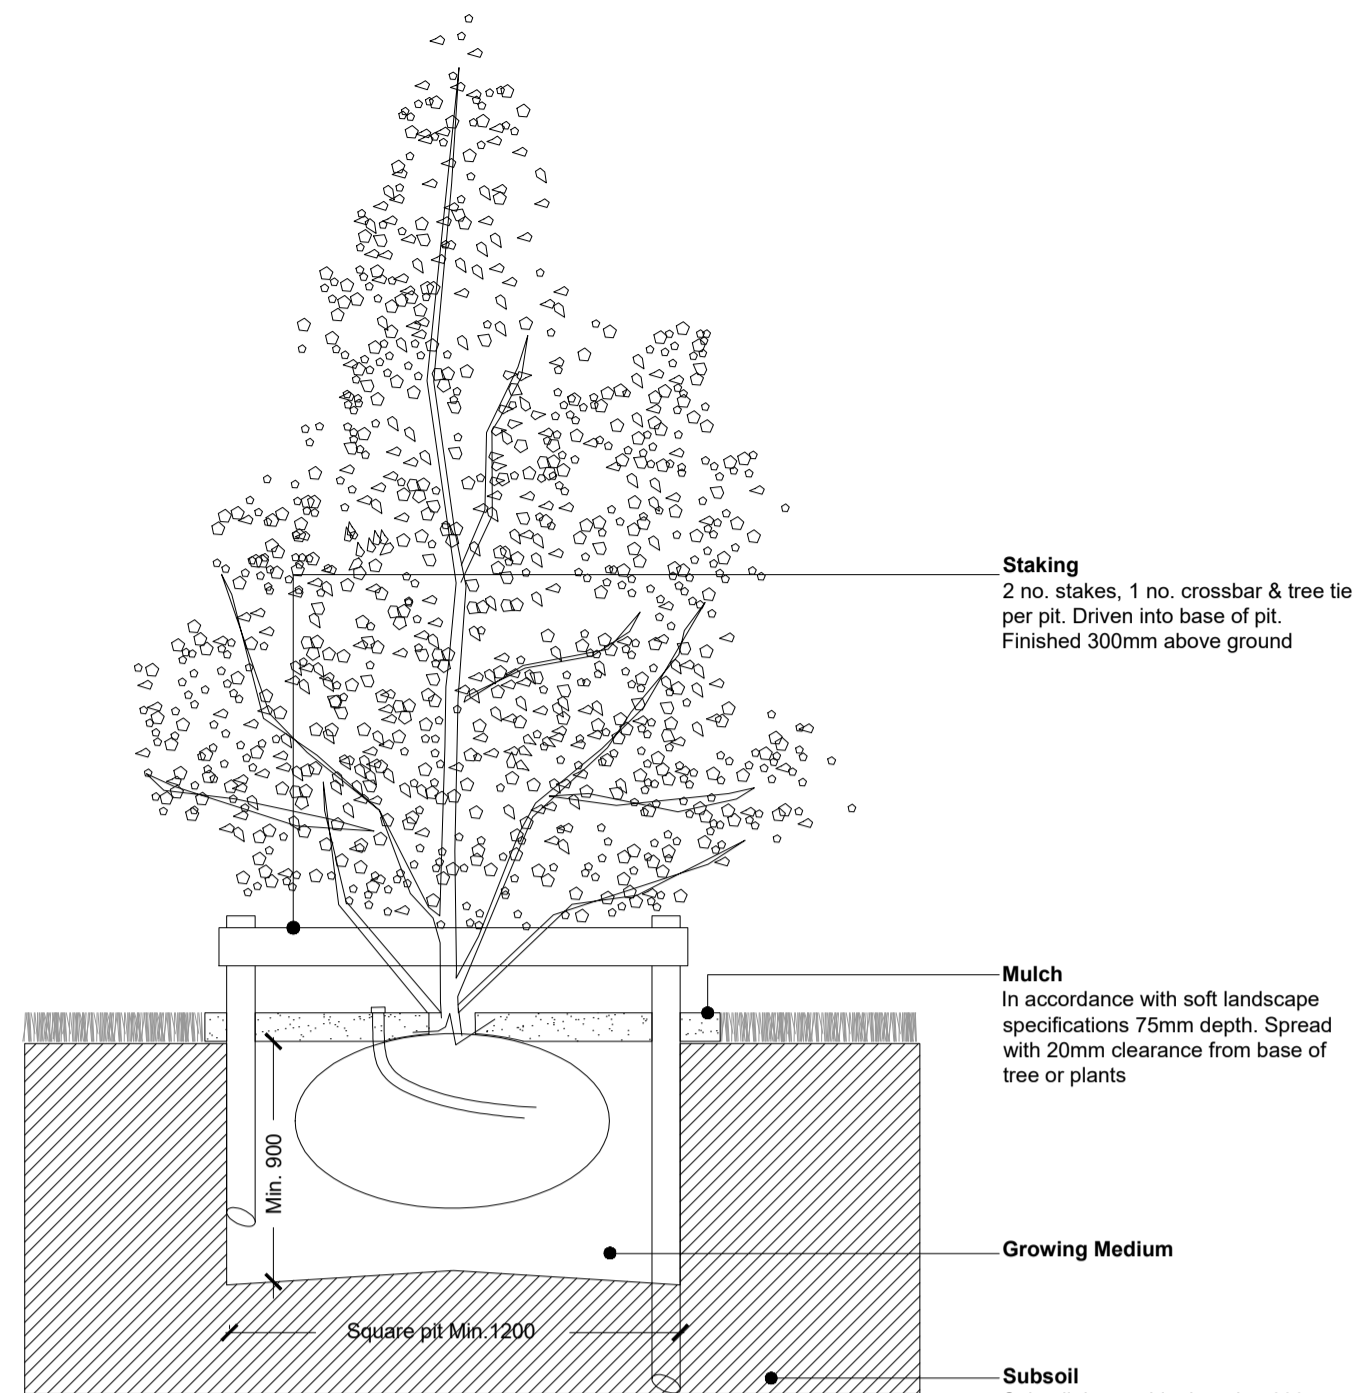 Staking
2 no. stakes, 1 no. crossbar & tree tie
per pit. Driven into base of pit.
Finished 300mm above ground
Mulch
In accordance with soft landscape
specifications 75mm depth. Spread
with 20mm clearance from base of
tree or plants
Min. 900
Growing Medium
Square pit Min.1200
Subsoil